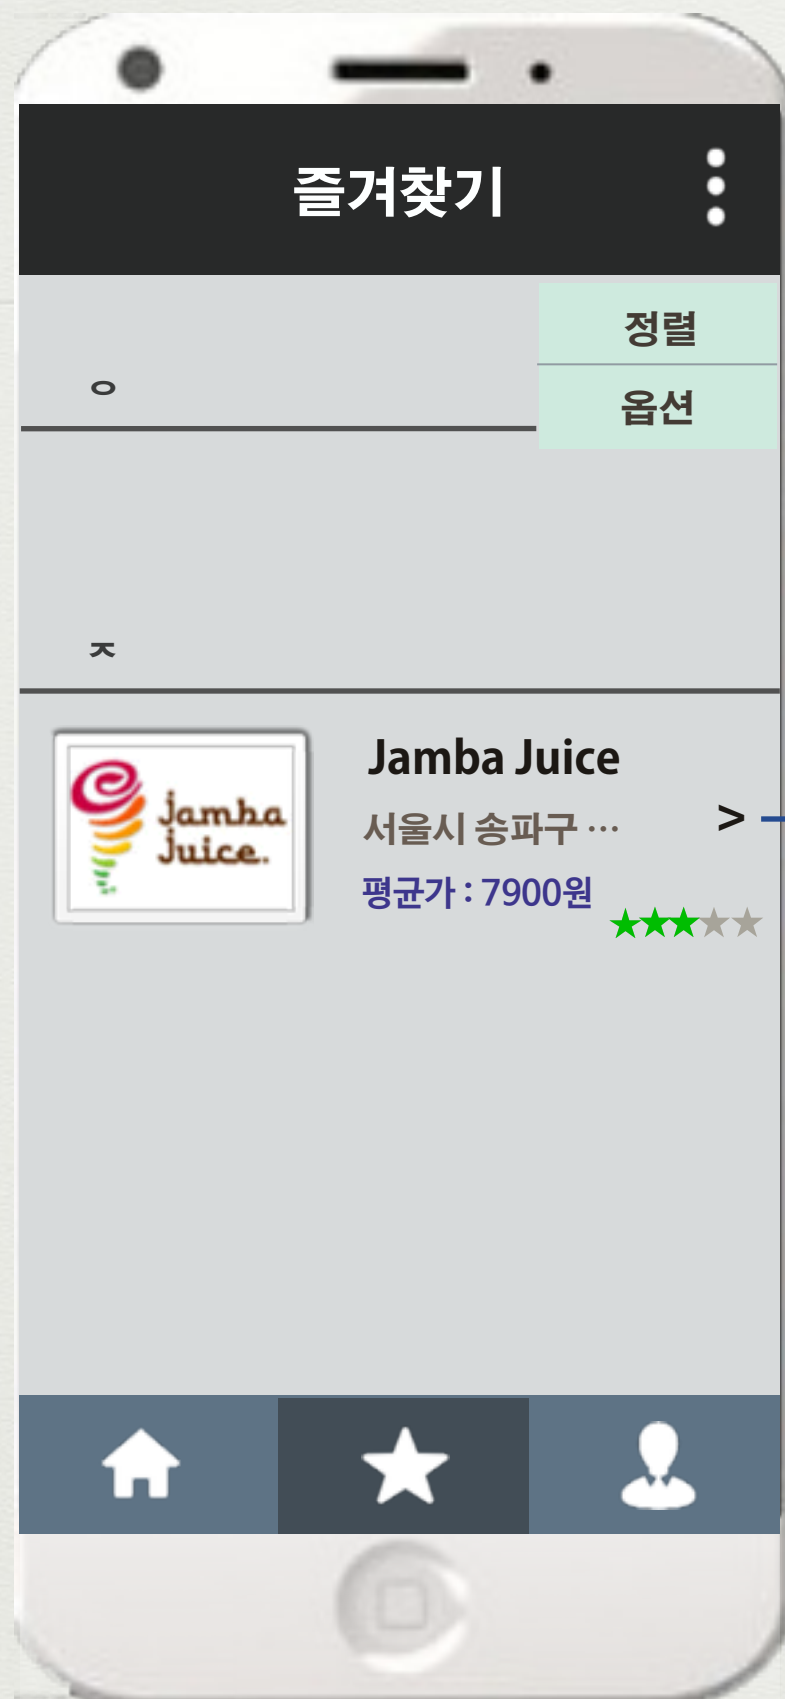 즐겨찾기
정렬
ㅇ
옵션
ㅈ
Jamba Juice
jamba
juice.
서울시 송파구 ···
>
평균가 : 7900원